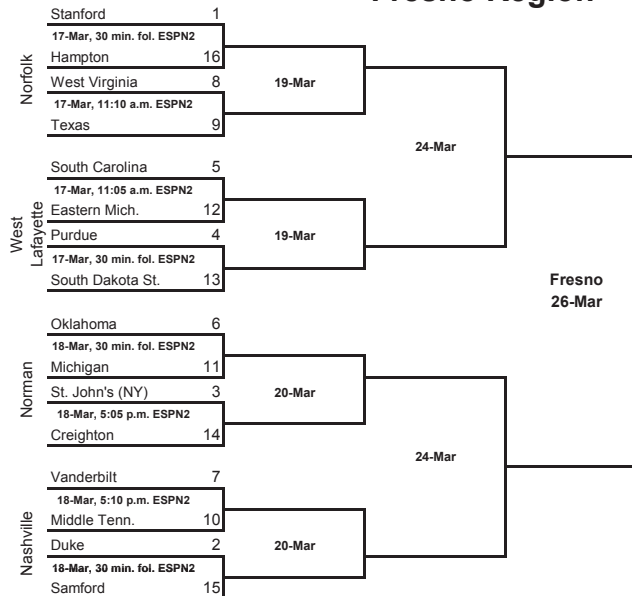 Fresno Region
Stanford 1
17-Mar, 30 min. fol. ESPN2
Hampton 16
West Virginia 8
17-Mar, 11:10 a.m. ESPN2
Texas 9
Norfolk
19-Mar
South Carolina 5
17-Mar, 11:05 a.m. ESPN2
Eastern Mich. 12
Purdue 4
17-Mar, 30 min. fol. ESPN2
South Dakota St. 13
West
Lafayette
19-Mar
24-Mar
Oklahoma 6
18-Mar, 30 min. fol. ESPN2
Michigan 11
St. John's (NY) 3
18-Mar, 5:05 p.m. ESPN2
Creighton 14
Norman
20-Mar
Vanderbilt 7
18-Mar, 5:10 p.m. ESPN2
Middle Tenn. 10
Duke 2
18-Mar, 30 min. fol. ESPN2
Samford 15
Nashville
20-Mar
24-Mar
Fresno
26-Mar